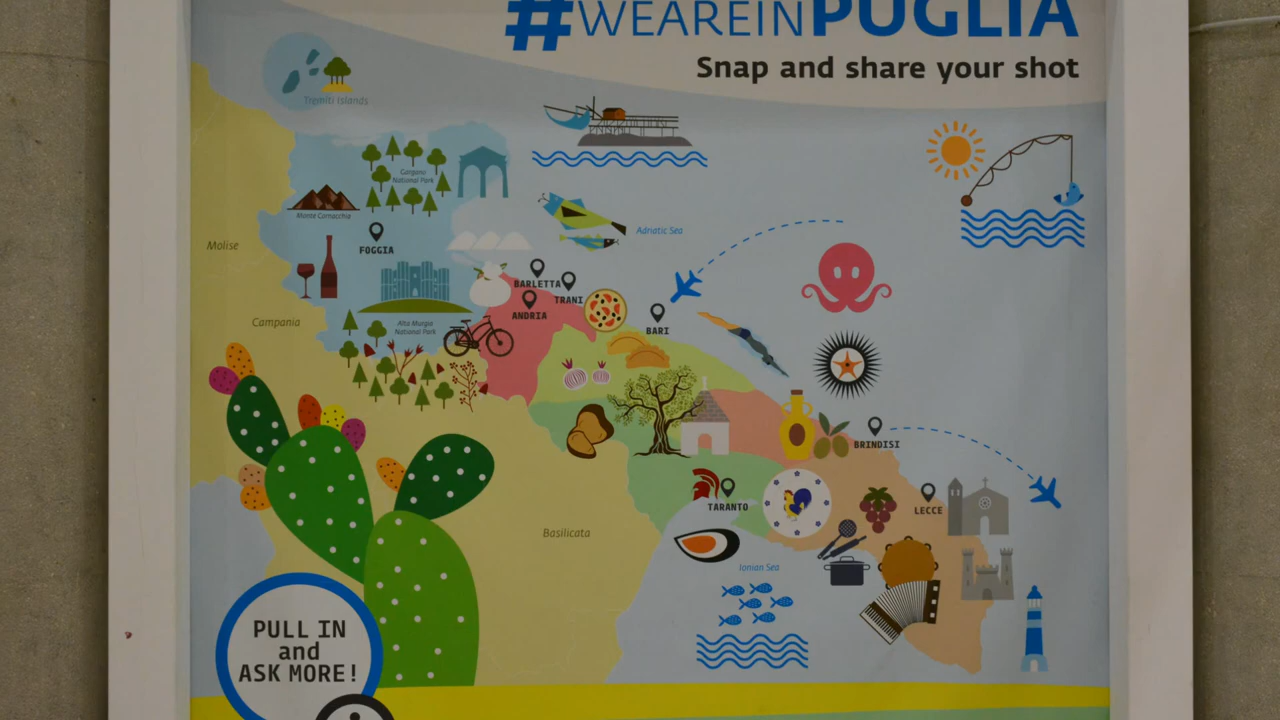 #WEAREINPUGLIA
Snap and share your shot
Tremiti Islands
Gargano
National Park
Monte Cornacchia
FOGGIA
Molise
Adriatic Sea
BARLETTA
TRANI
ANDRIA
BARI
Campania
Alta Murgia
National Park
BRINDISI
TARANTO
LECCE
Basilicata
Ionian Sea
PULL IN
and
ASK MORE!